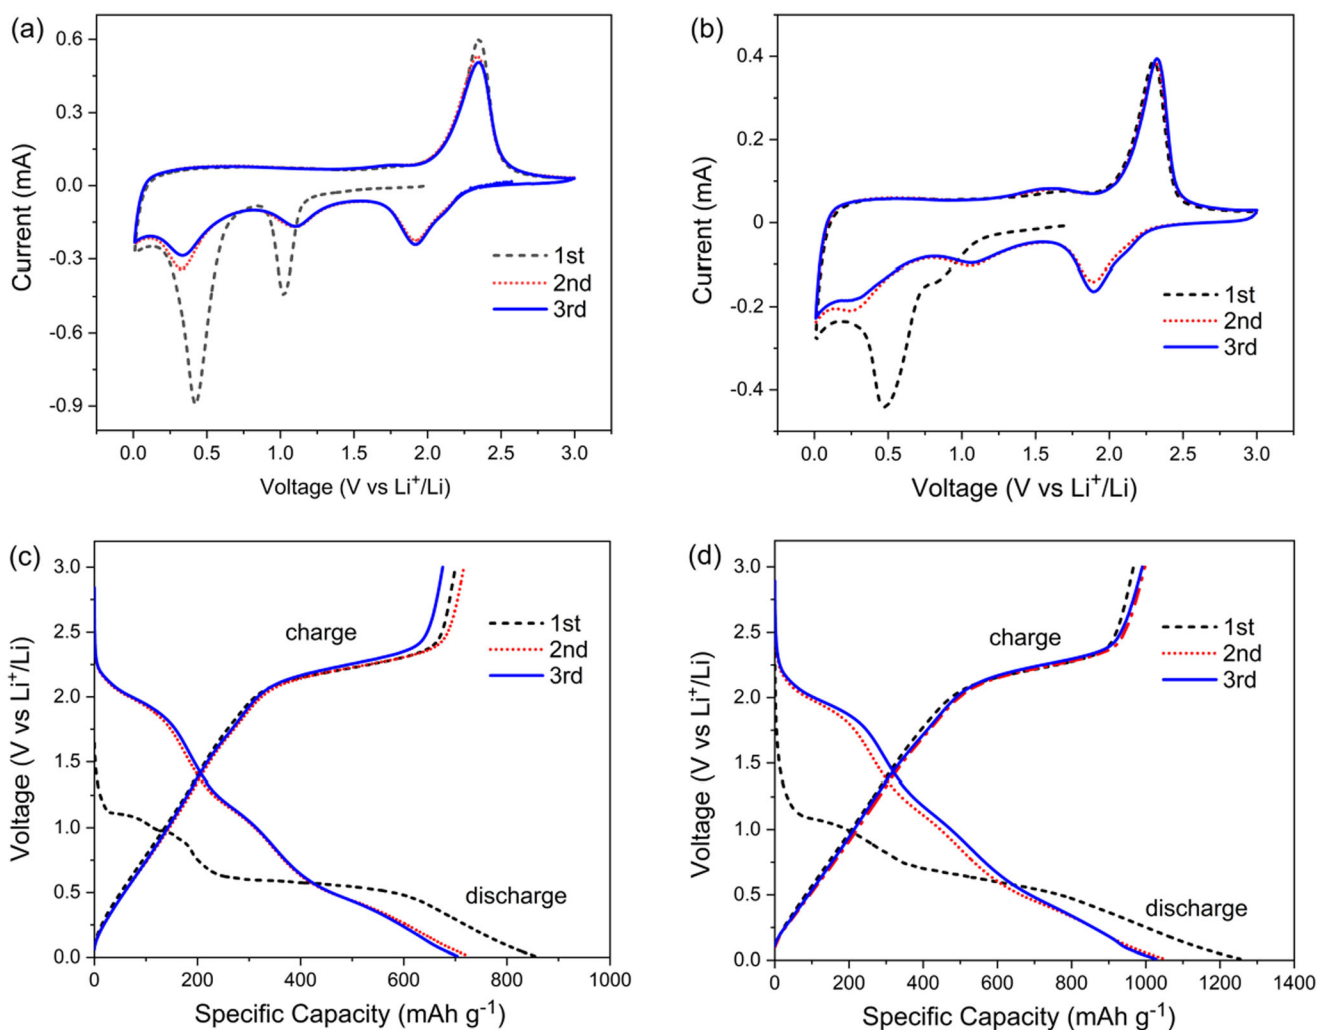 (a)
0.6
0.3
0.0
-0.3
-0.6
-0.9
Current (mA)
1st
2nd
3rd
0.0 0.5 1.0 1.5 2.0 2.5 3.0
Voltage (V vs Li⁺/Li)
(b)
0.4
0.2
0
-0.2
-0.4
Current (mA)
1st
2nd
3rd
0.0 0.5 1.0 1.5 2.0 2.5 3.0
Voltage (V vs Li⁺/Li)
(c)
3.0
2.5
2.0
1.5
1.0
0.5
0.0
Voltage (V vs Li⁺/Li)
charge
1st
2nd
3rd
discharge
0 200 400 600 800 1000
Specific Capacity (mAh g⁻¹)
(d)
3.0
2.5
2.0
1.5
1.0
0.5
0.0
Voltage (V vs Li⁺/Li)
charge
1st
2nd
3rd
discharge
0 200 400 600 800 1000 1200 1400
Specific Capacity (mAh g⁻¹)